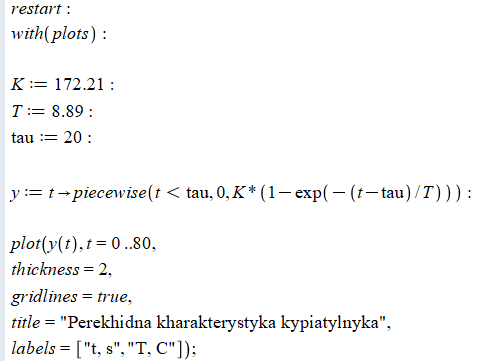 restart :
with(plots) :
K := 172.21 :
T := 8.89 :
tau := 20 :
y := t→piecewise(t < tau, 0, K*(1−exp(−(t−tau)/T))) :
plot(y(t), t = 0 ..80,
thickness = 2,
gridlines = true,
title = "Perekhidna kharakterystyka kypiatylnyka",
labels = ["t, s", "T, C"]);